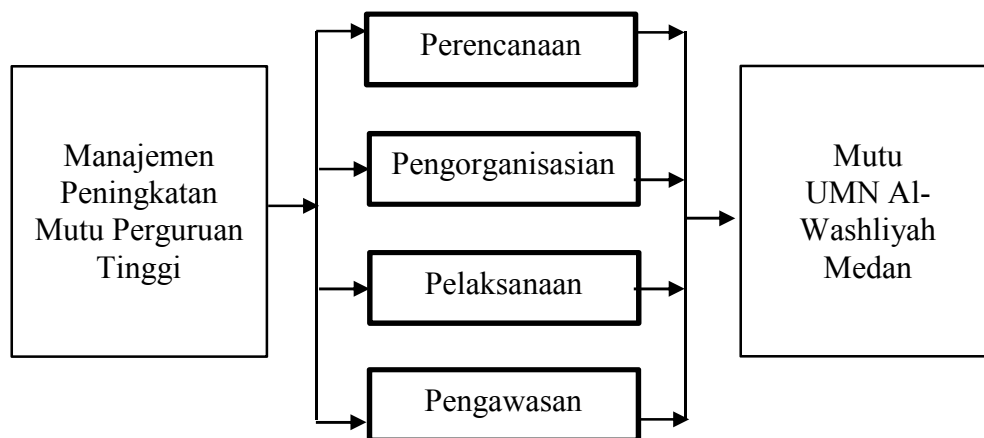 Manajemen
Peningkatan
Mutu Perguruan
Tinggi
Perencanaan
Pengorganisasian
Pelaksanaan
Pengawasan
Mutu
UMN Al-
Washliyah
Medan